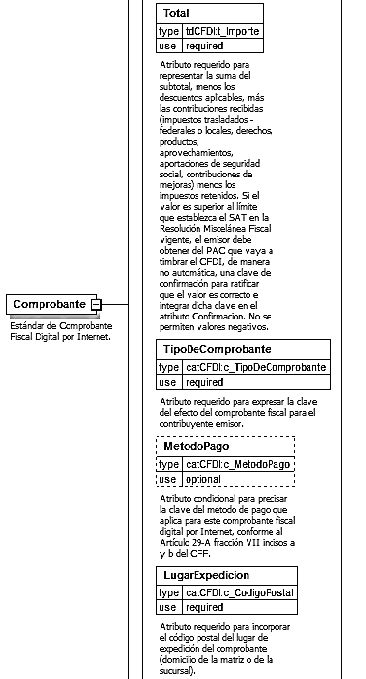 Total
type tdCFDI:t_Importe
use required
Atributo requerido para
representar la suma del
subtotal, menos los
descuentos aplicables, más
las contribuciones recibidas
(impuestos trasladados -
federales o locales, derechos,
productos,
aprovechamientos,
aportaciones de seguridad
social, contribuciones de
mejoras) menos los
impuestos retenidos. Si el
valor es superior al límite
que establezca el SAT en la
Resolución Miscelánea Fiscal
vigente, el emisor debe
obtener del PAC que vaya a
timbrar el CFDI, de manera
no automática, una clave de
confirmación para ratificar
que el valor es correcto e
integrar dicha clave en el
atributo Confirmacion. No se
permiten valores negativos.
Comprobante
Estándar de Comprobante
Fiscal Digital por Internet.
TipoDeComprobante
type catCFDI:c_TipoDeComprobante
use required
Atributo requerido para expresar la clave
del efecto del comprobante fiscal para el
contribuyente emisor.
MetodoPago
type catCFDI:c_MetodoPago
use optional
Atributo condicional para precisar
la clave del metodo de pago que
aplica para este comprobante fiscal
digital por Internet, conforme al
Artículo 29-A fracción VII incisos a
y b del CFF.
LugarExpedicion
type catCFDI:c_CodigoPostal
use required
Atributo requerido para incorporar
el código postal del lugar de
expedición del comprobante
(domicilio de la matriz o de la
sucursal).